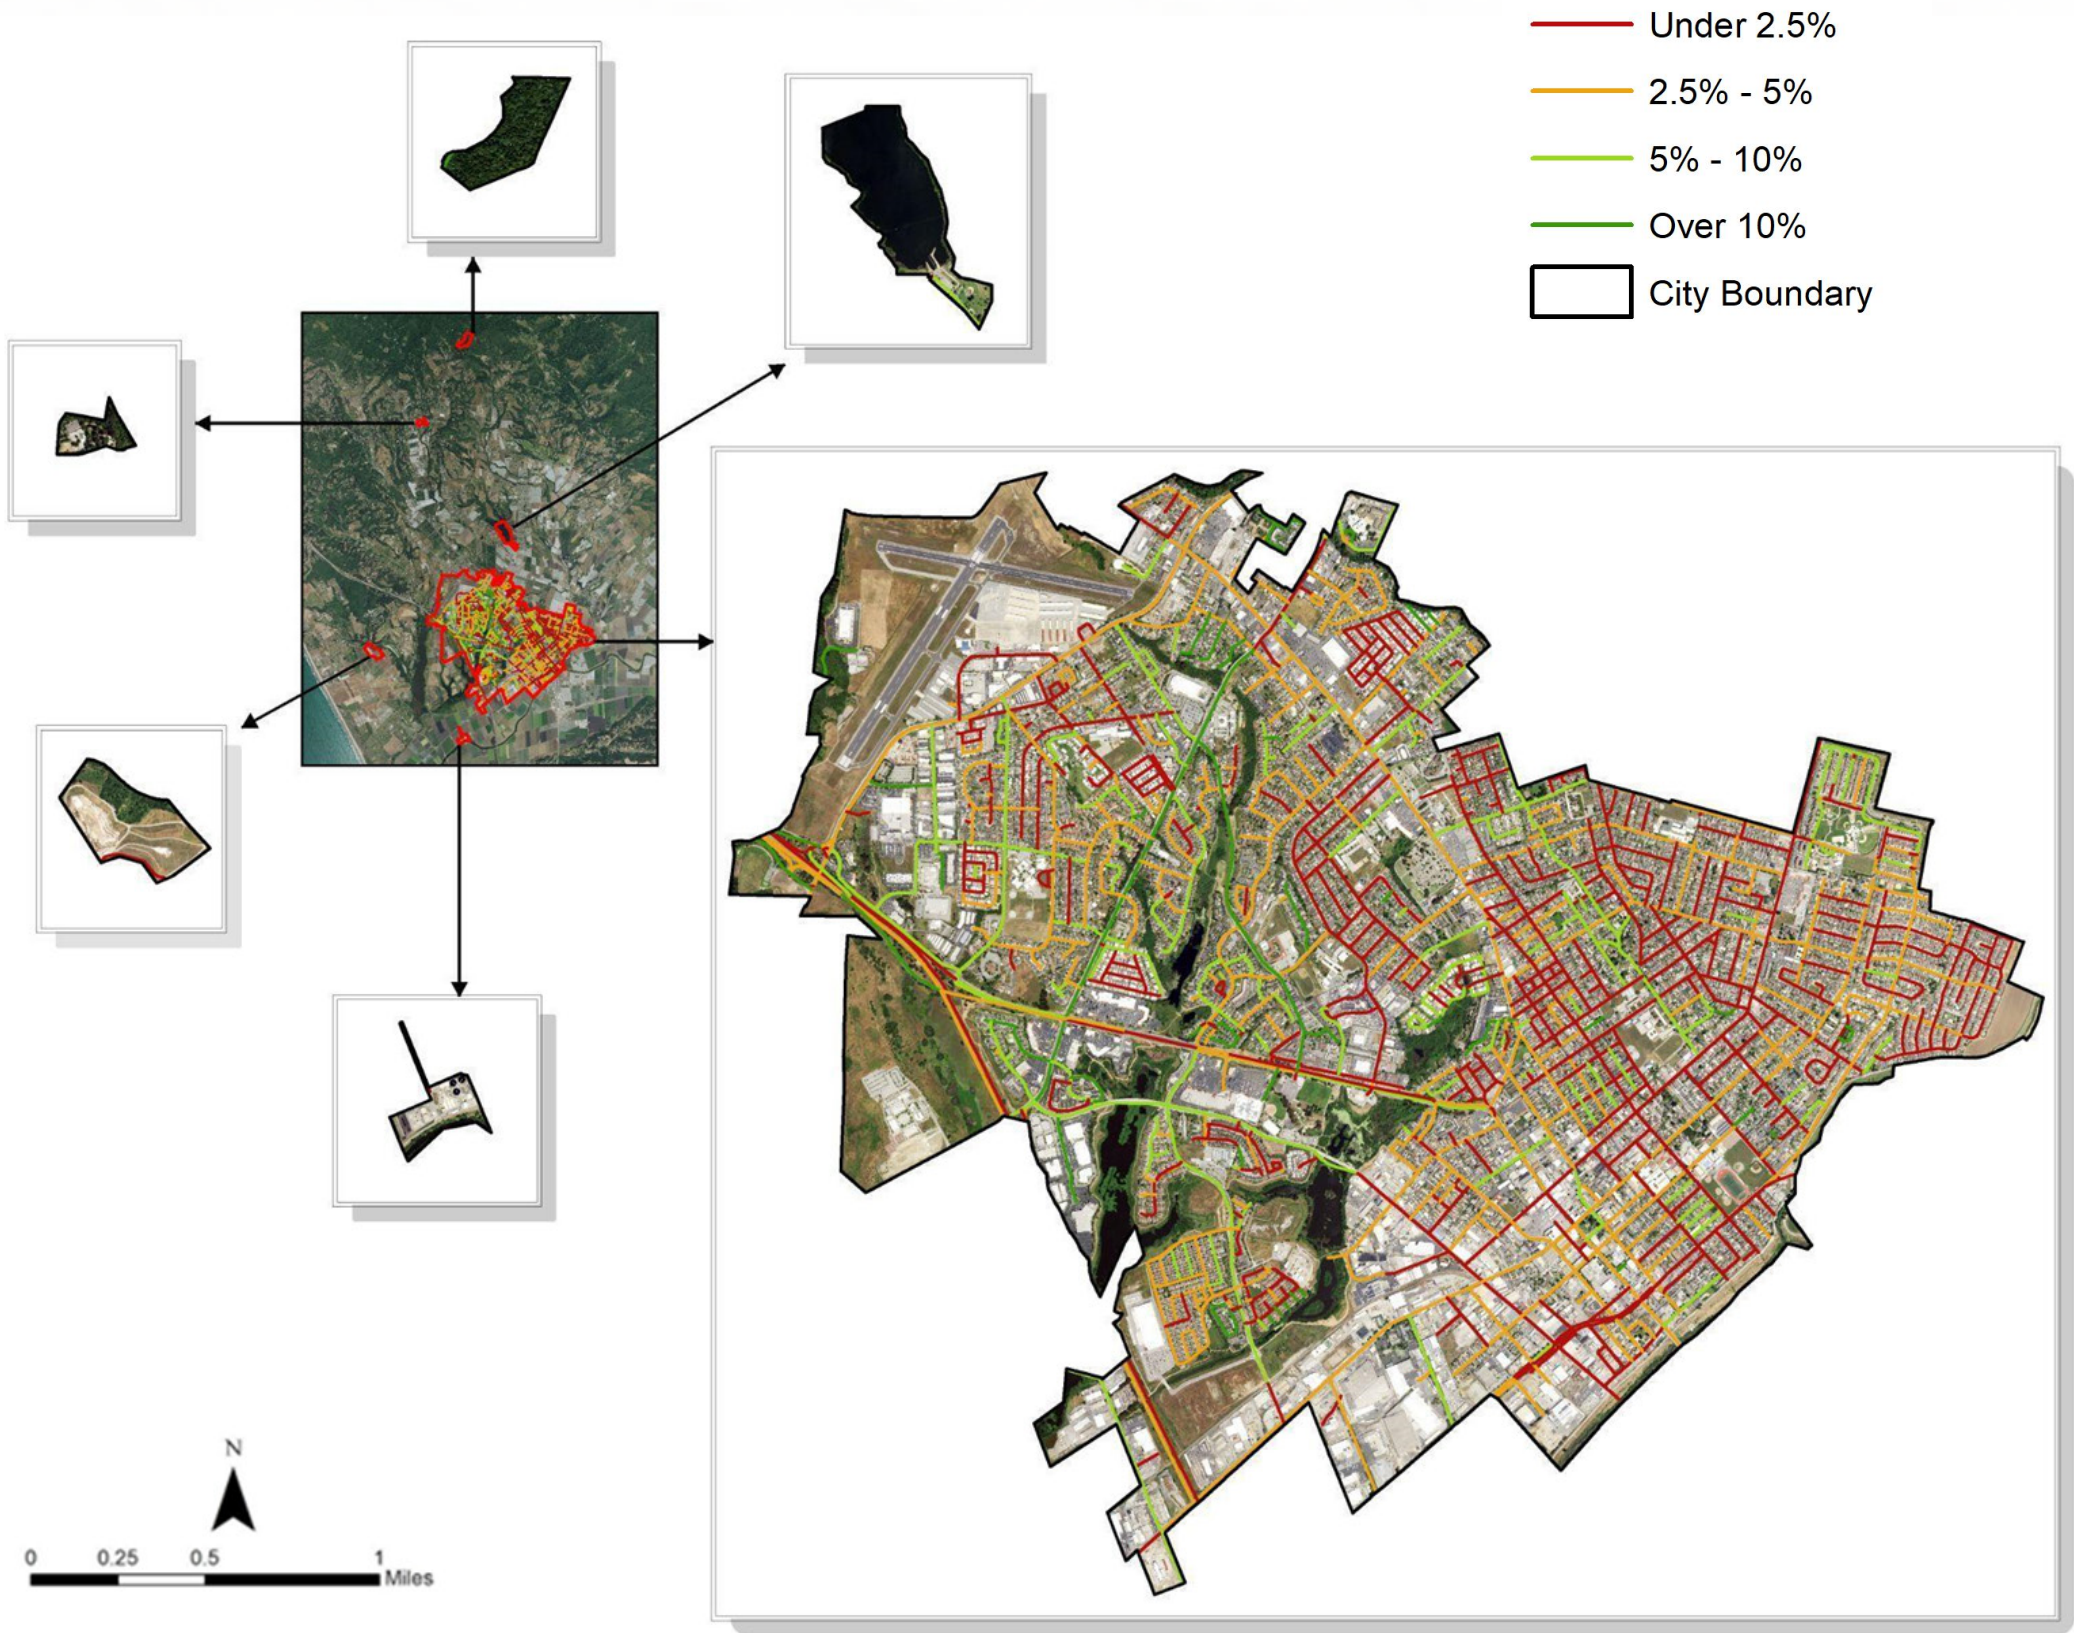 Under 2.5%
2.5% - 5%
5% - 10%
Over 10%
City Boundary
N
0 0.25 0.5 1
Miles